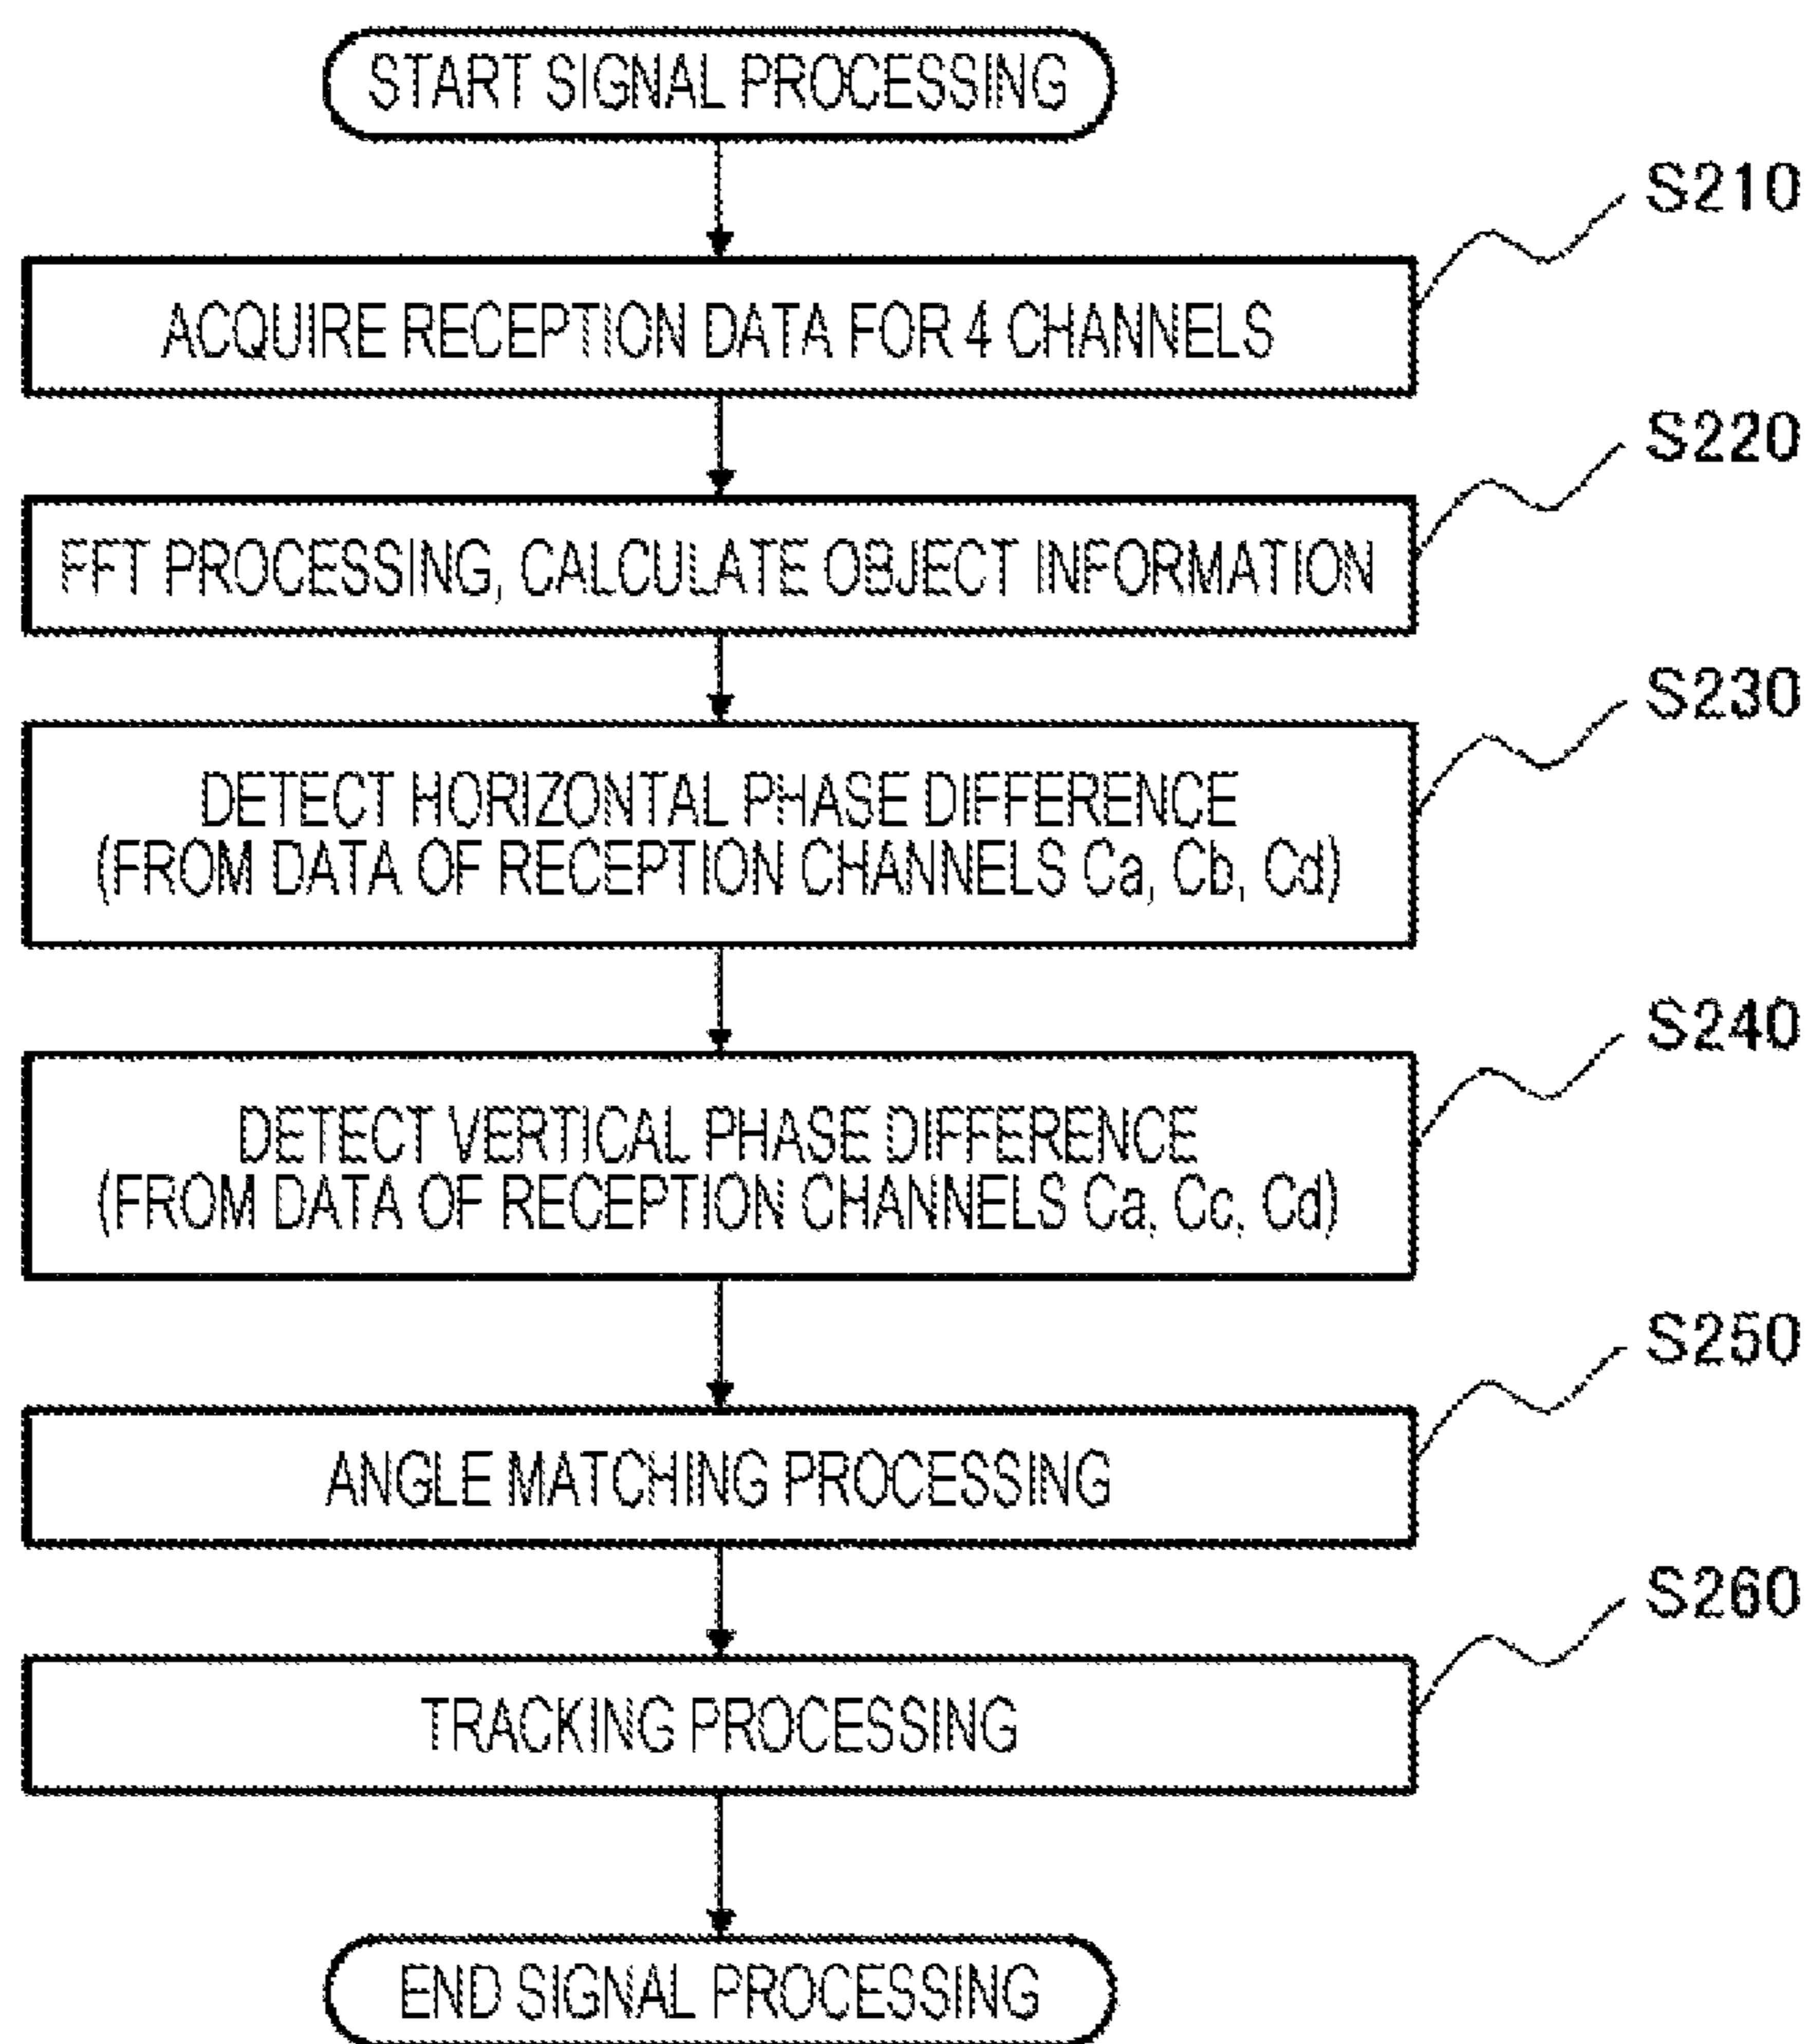 START SIGNAL PROCESSING
S210
ACQUIRE RECEPTION DATA FOR 4 CHANNELS
S220
FFT PROCESSING, CALCULATE OBJECT INFORMATION
S230
DETECT HORIZONTAL PHASE DIFFERENCE
(FROM DATA OF RECEPTION CHANNELS Ca, Cb, Cd)
S240
DETECT VERTICAL PHASE DIFFERENCE
(FROM DATA OF RECEPTION CHANNELS Ca, Cc, Cd)
S250
ANGLE MATCHING PROCESSING
S260
TRACKING PROCESSING
END SIGNAL PROCESSING